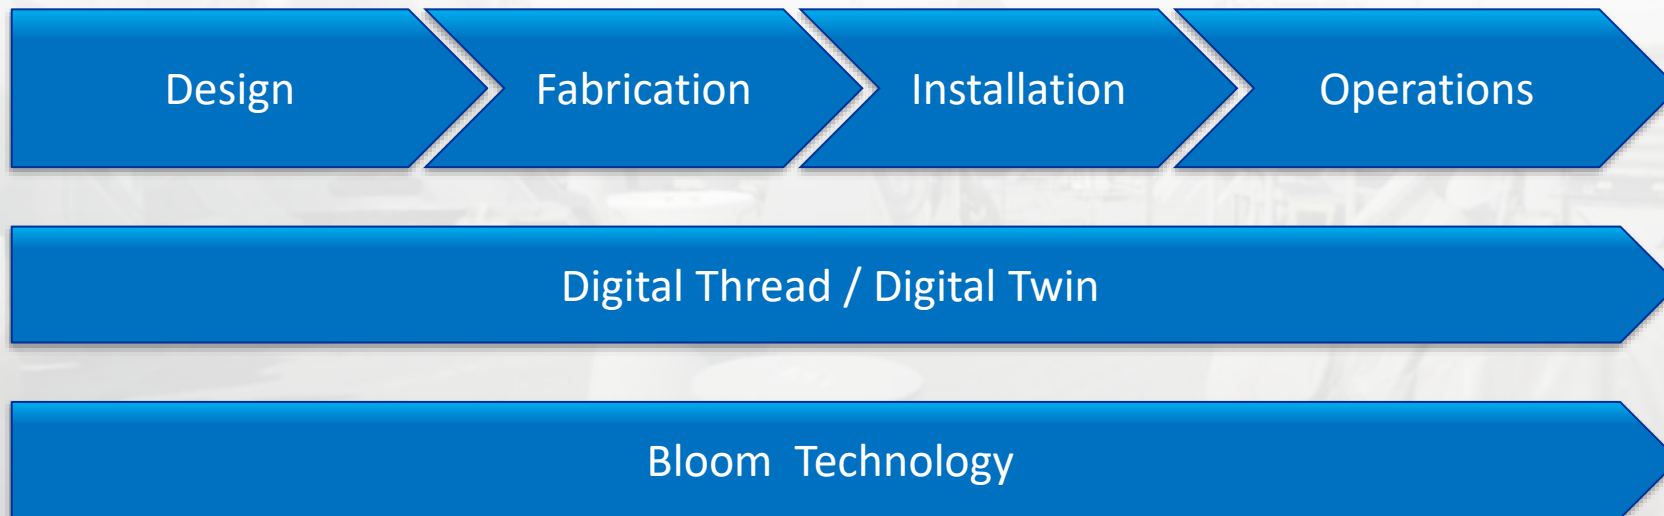 Design
Fabrication
Installation
Operations
Digital Thread / Digital Twin
Bloom  Technology